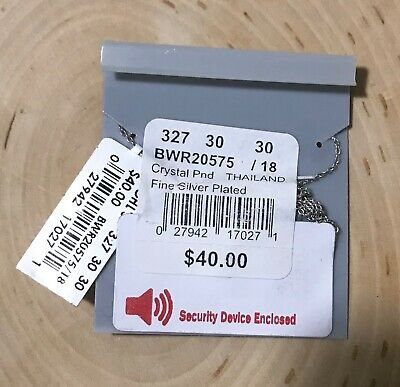 327 30 30
BWR20575 / 18
Crystal Pnd THAILAND
Fine Silver Plated
0 27942 17027 1
$40.00
Security Device Enclosed
327 30 30
BWR20575/18
0 27942 17027 1
$40.00